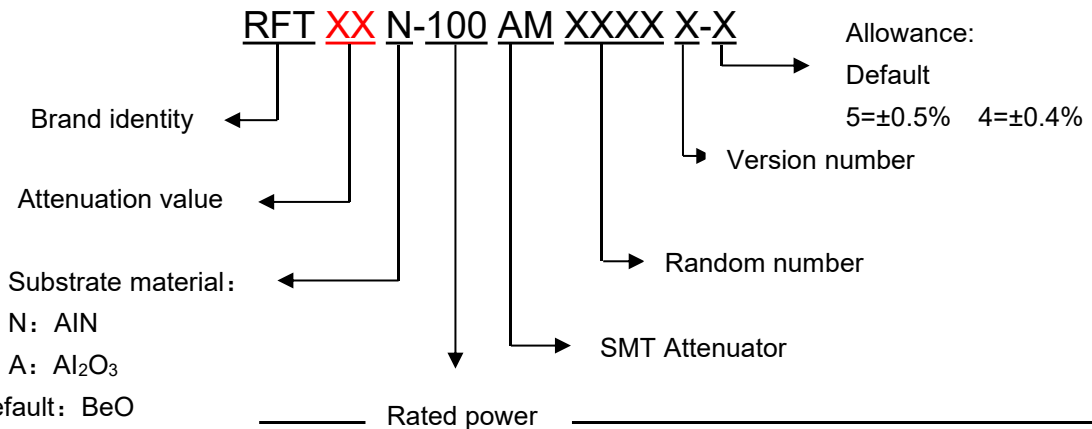 RFT XX N-100 AM XXXX X-X
Allowance:
Default
5=±0.5% 4=±0.4%
Brand identity
Version number
Attenuation value
Random number
Substrate material：
N：AlN
SMT Attenuator
A：Al₂O₃
efault：BeO
Rated power